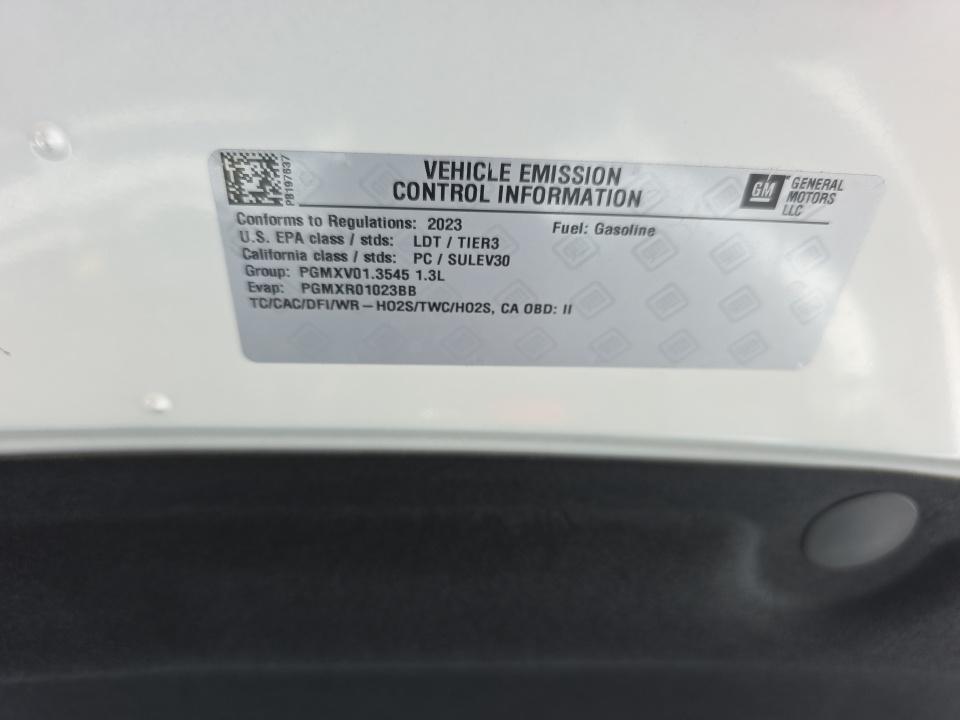 VEHICLE EMISSION
CONTROL INFORMATION
GM
GENERAL
MOTORS
LLC
PB197637
Conforms to Regulations: 2023
Fuel: Gasoline
U.S. EPA class / stds: LDT / TIER3
California class / stds: PC / SULEV30
Group: PGMXV01.3545 1.3L
Evap: PGMXR01023BB
TC/CAC/DFI/WR – HO2S/TWC/HO2S, CA OBD: II